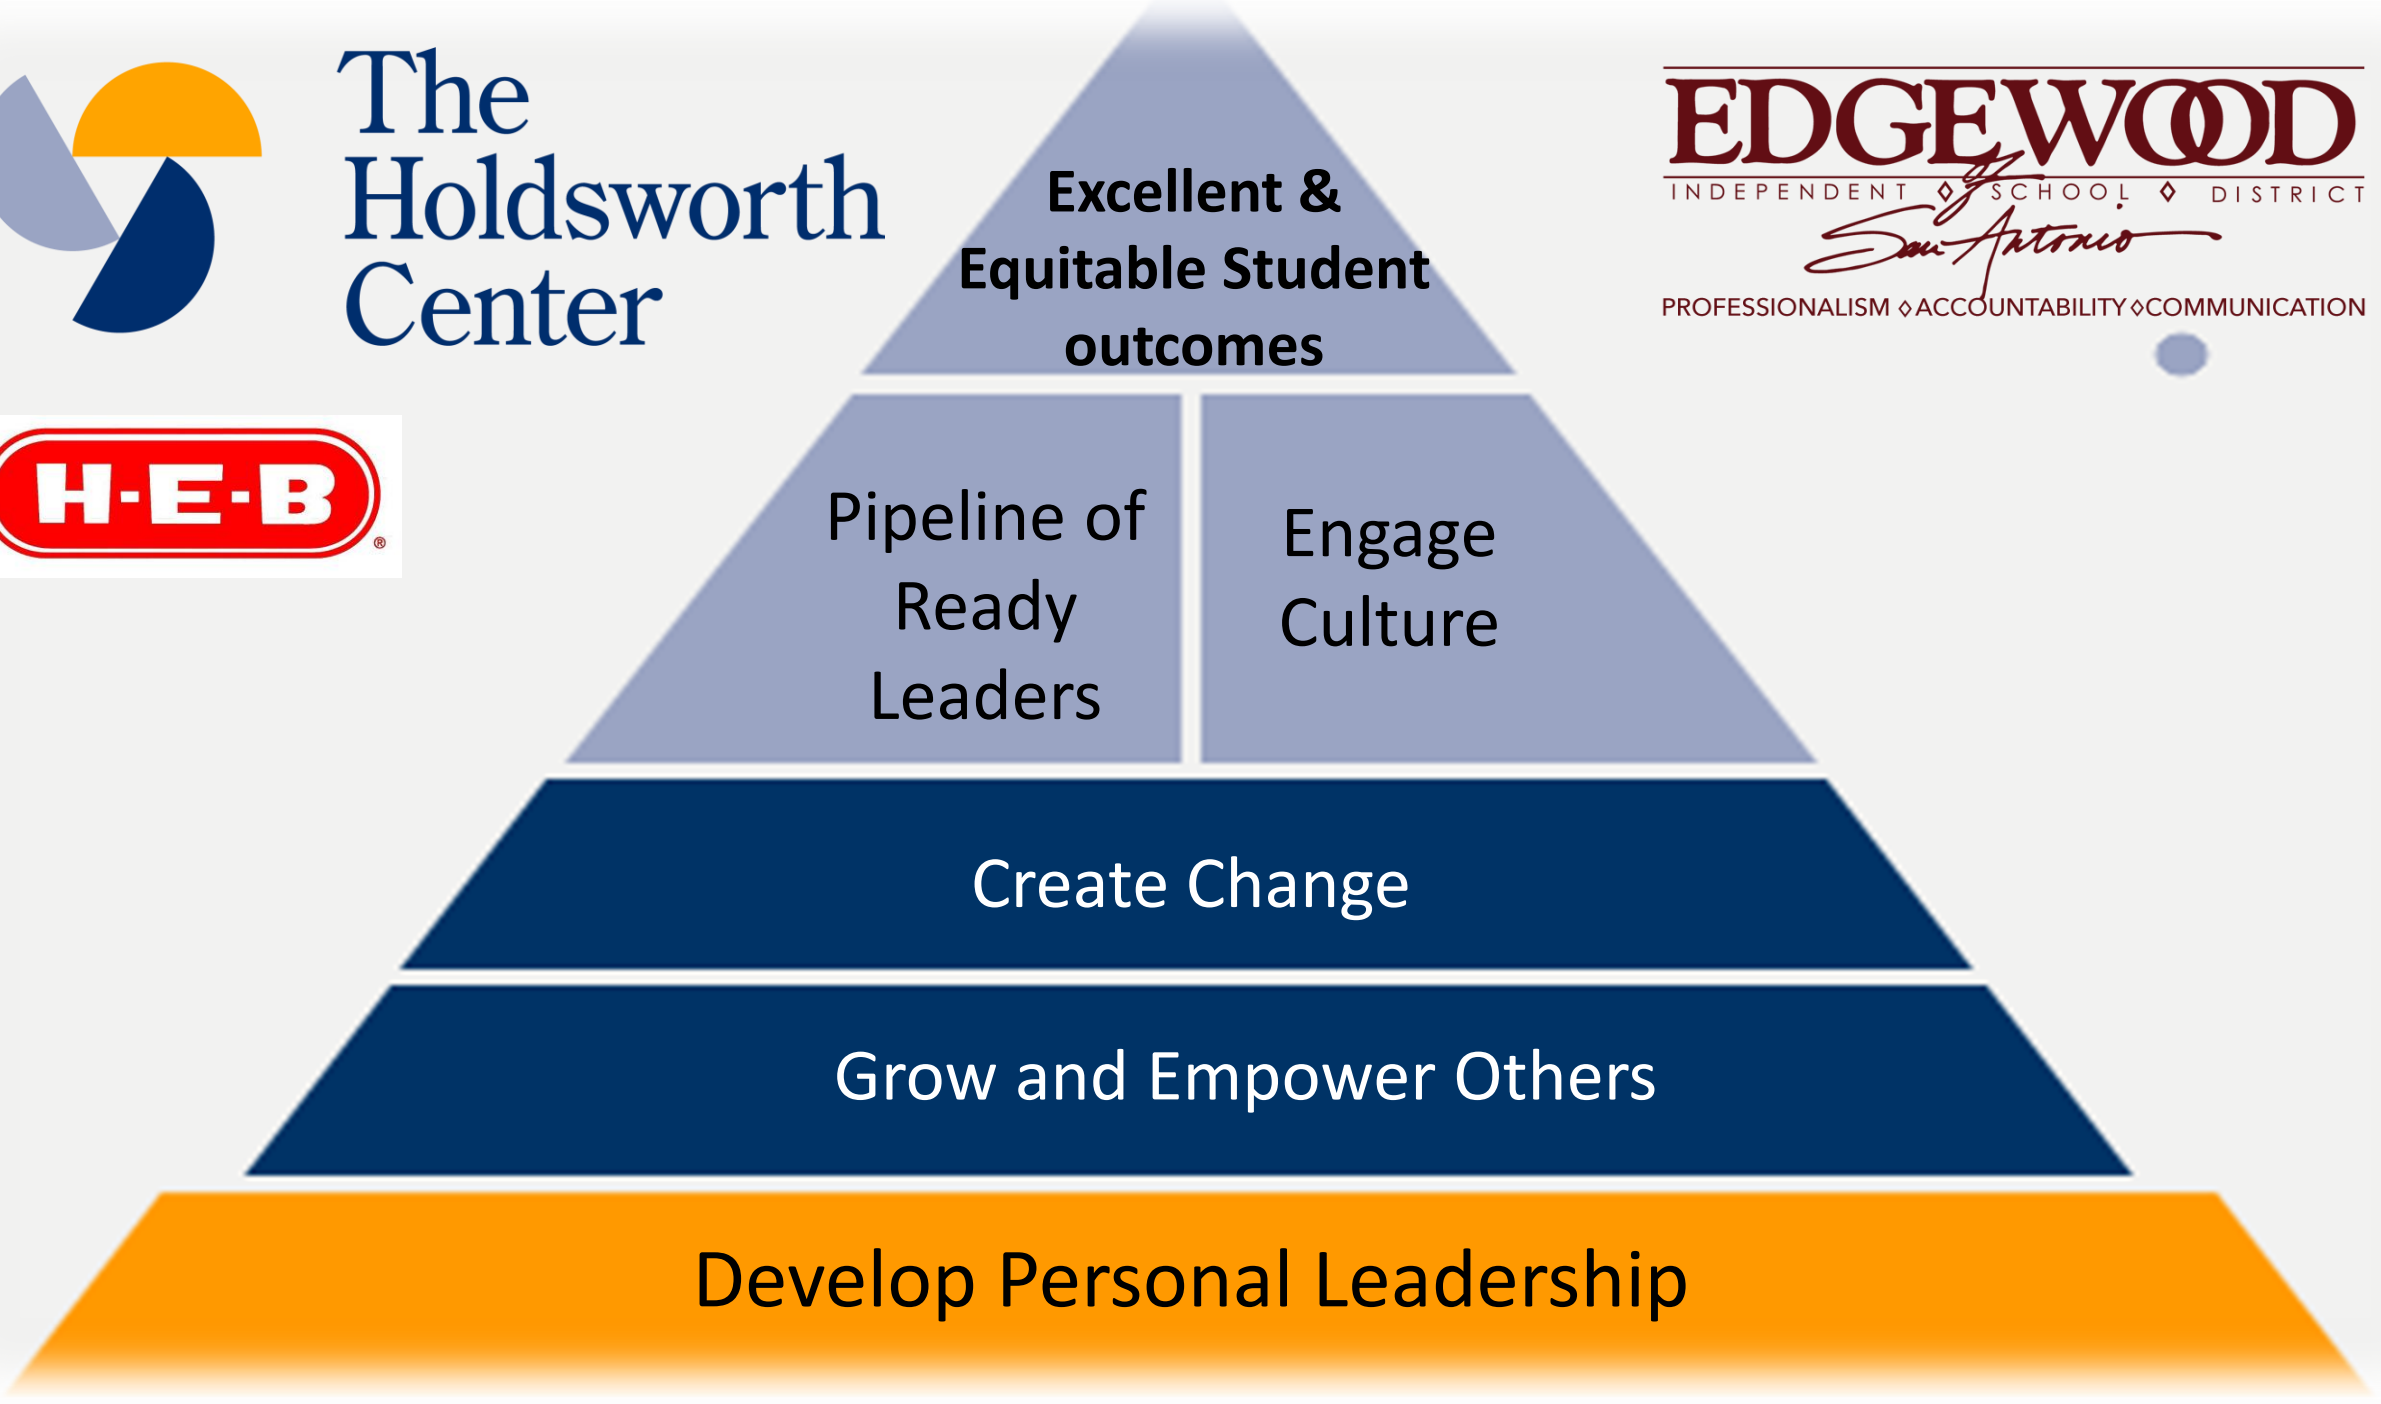 The
Holdsworth
Center
EDGEWOOD
INDEPENDENT ◊ SCHOOL ◊ DISTRICT
of
San Antonio
PROFESSIONALISM ◊ ACCOUNTABILITY ◊ COMMUNICATION
H-E-B
®
Excellent &
Equitable Student
outcomes
Pipeline of
Ready
Leaders
Engage
Culture
Create Change
Grow and Empower Others
Develop Personal Leadership